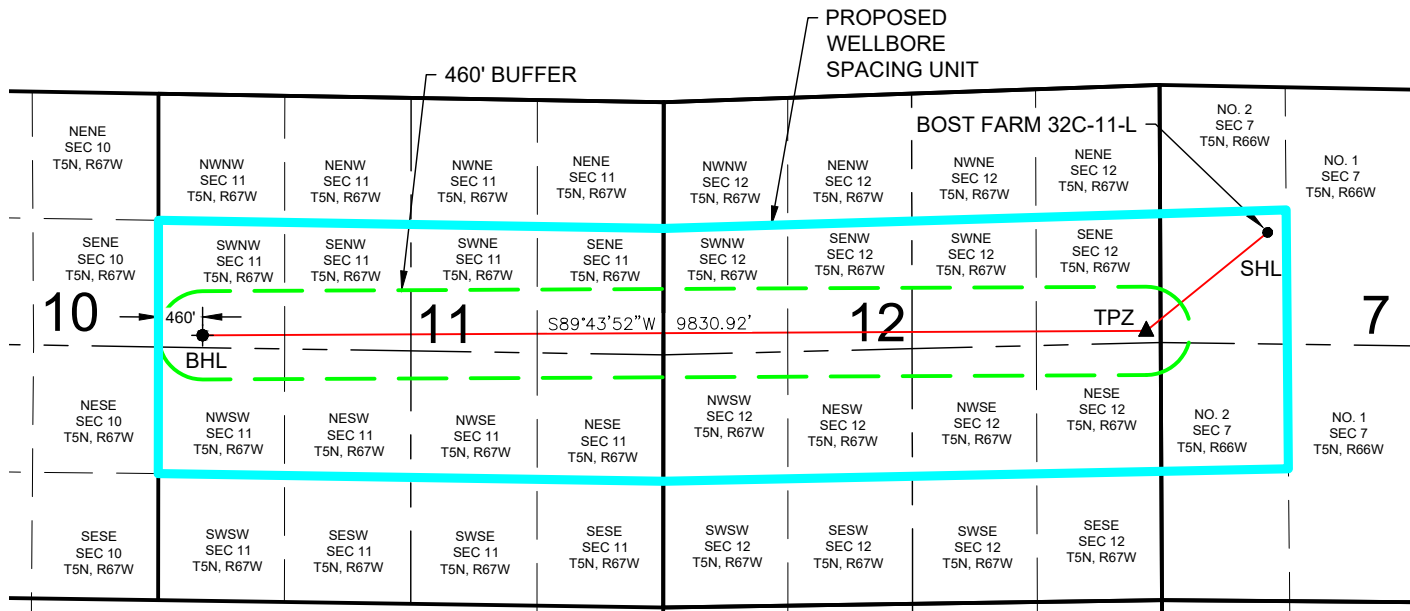 PROPOSED
WELLBORE
SPACING UNIT
460' BUFFER
BOST FARM 32C-11-L
NENE
SEC 10
T5N, R67W
NWNW
SEC 11
T5N, R67W
NENW
SEC 11
T5N, R67W
NWNE
SEC 11
T5N, R67W
NENE
SEC 11
T5N, R67W
NWNW
SEC 12
T5N, R67W
NENW
SEC 12
T5N, R67W
NWNE
SEC 12
T5N, R67W
NENE
SEC 12
T5N, R67W
NO. 2
SEC 7
T5N, R66W
NO. 1
SEC 7
T5N, R66W
SENE
SEC 10
T5N, R67W
SWNW
SEC 11
T5N, R67W
SENW
SEC 11
T5N, R67W
SWNE
SEC 11
T5N, R67W
SENE
SEC 11
T5N, R67W
SWNW
SEC 12
T5N, R67W
SENW
SEC 12
T5N, R67W
SWNE
SEC 12
T5N, R67W
SENE
SEC 12
T5N, R67W
SHL
10
460'
11
S89°43'52"W 9830.92'
12
TPZ
7
BHL
NESE
SEC 10
T5N, R67W
NWSW
SEC 11
T5N, R67W
NESW
SEC 11
T5N, R67W
NWSE
SEC 11
T5N, R67W
NESE
SEC 11
T5N, R67W
NWSW
SEC 12
T5N, R67W
NESW
SEC 12
T5N, R67W
NWSE
SEC 12
T5N, R67W
NESE
SEC 12
T5N, R67W
NO. 2
SEC 7
T5N, R66W
NO. 1
SEC 7
T5N, R66W
SESE
SEC 10
T5N, R67W
SWSW
SEC 11
T5N, R67W
SESW
SEC 11
T5N, R67W
SWSE
SEC 11
T5N, R67W
SESE
SEC 11
T5N, R67W
SWSW
SEC 12
T5N, R67W
SESW
SEC 12
T5N, R67W
SWSE
SEC 12
T5N, R67W
SESE
SEC 12
T5N, R67W